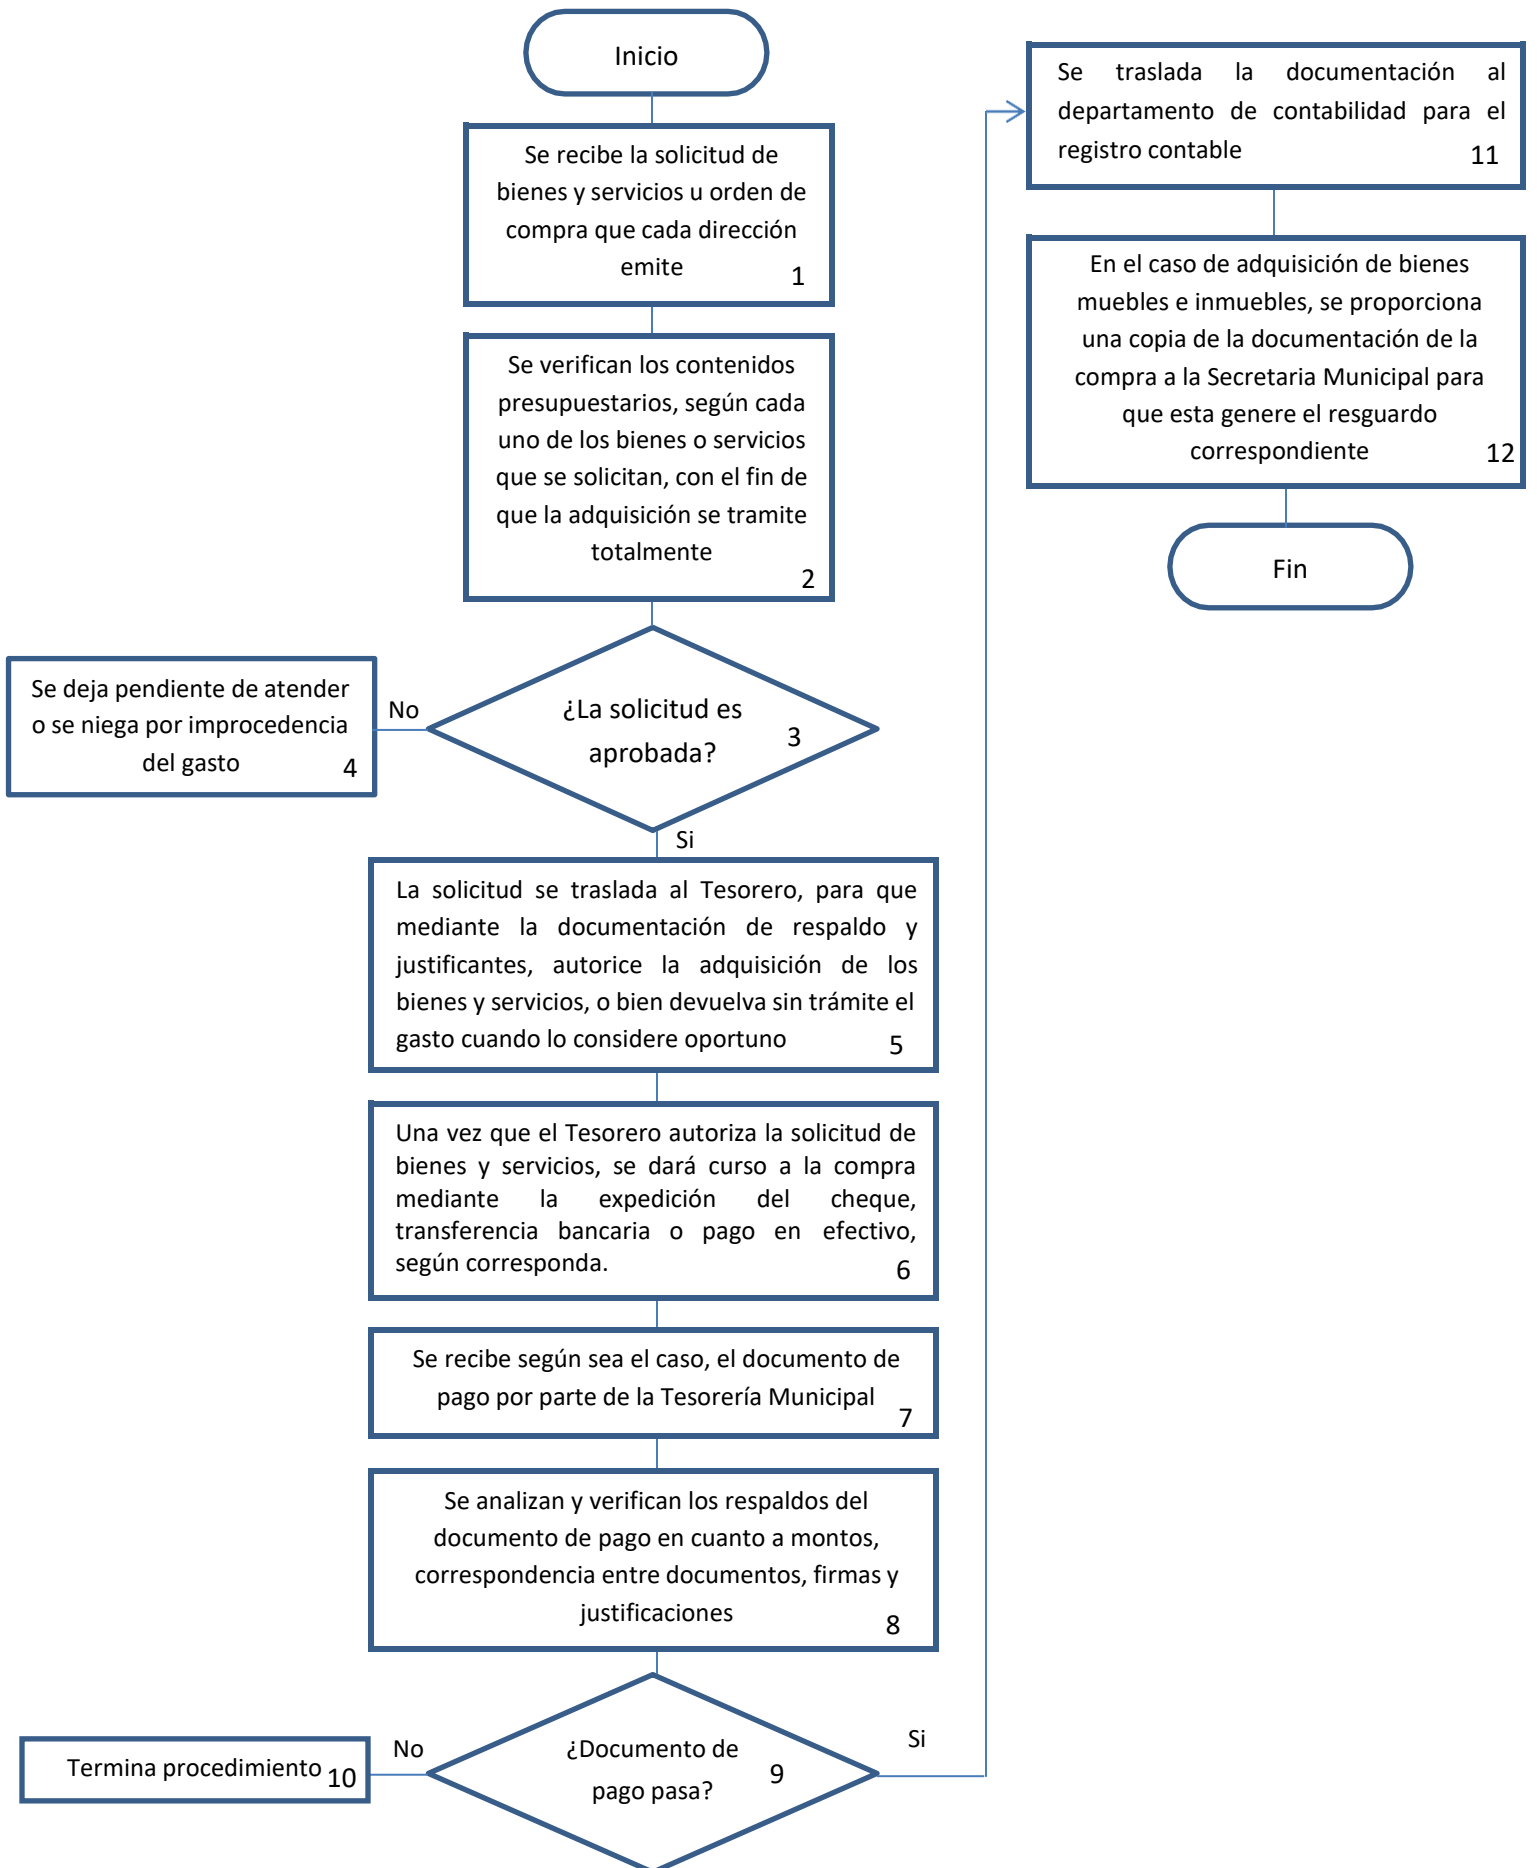 Inicio
Se recibe la solicitud de
bienes y servicios u orden de
compra que cada dirección
emite
1
Se verifican los contenidos
presupuestarios, según cada
uno de los bienes o servicios
que se solicitan, con el fin de
que la adquisición se tramite
totalmente
2
¿La solicitud es
aprobada?
3
No
Se deja pendiente de atender
o se niega por improcedencia
del gasto
4
Si
La solicitud se traslada al Tesorero, para que
mediante la documentación de respaldo y
justificantes, autorice la adquisición de los
bienes y servicios, o bien devuelva sin trámite el
gasto cuando lo considere oportuno
5
Una vez que el Tesorero autoriza la solicitud de
bienes y servicios, se dará curso a la compra
mediante la expedición del cheque,
transferencia bancaria o pago en efectivo,
según corresponda.
6
Se recibe según sea el caso, el documento de
pago por parte de la Tesorería Municipal
7
Se analizan y verifican los respaldos del
documento de pago en cuanto a montos,
correspondencia entre documentos, firmas y
justificaciones
8
¿Documento de
pago pasa?
9
No
Termina procedimiento
10
Si
Se traslada la documentación al
departamento de contabilidad para el
registro contable
11
En el caso de adquisición de bienes
muebles e inmuebles, se proporciona
una copia de la documentación de la
compra a la Secretaria Municipal para
que esta genere el resguardo
correspondiente
12
Fin